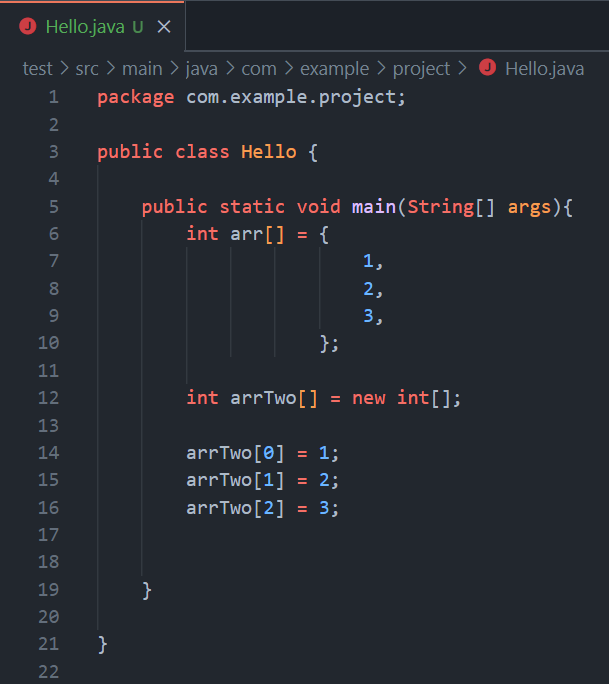 J Hello.java U ×
test > src > main > java > com > example > project > J Hello.java
1 package com.example.project;
2
3 public class Hello {
4
5     public static void main(String[] args){
6         int arr[] = {
7                         1,
8                         2,
9                         3,
10                     };
11
12         int arrTwo[] = new int[];
13
14         arrTwo[0] = 1;
15         arrTwo[1] = 2;
16         arrTwo[2] = 3;
17
18
19     }
20
21 }
22